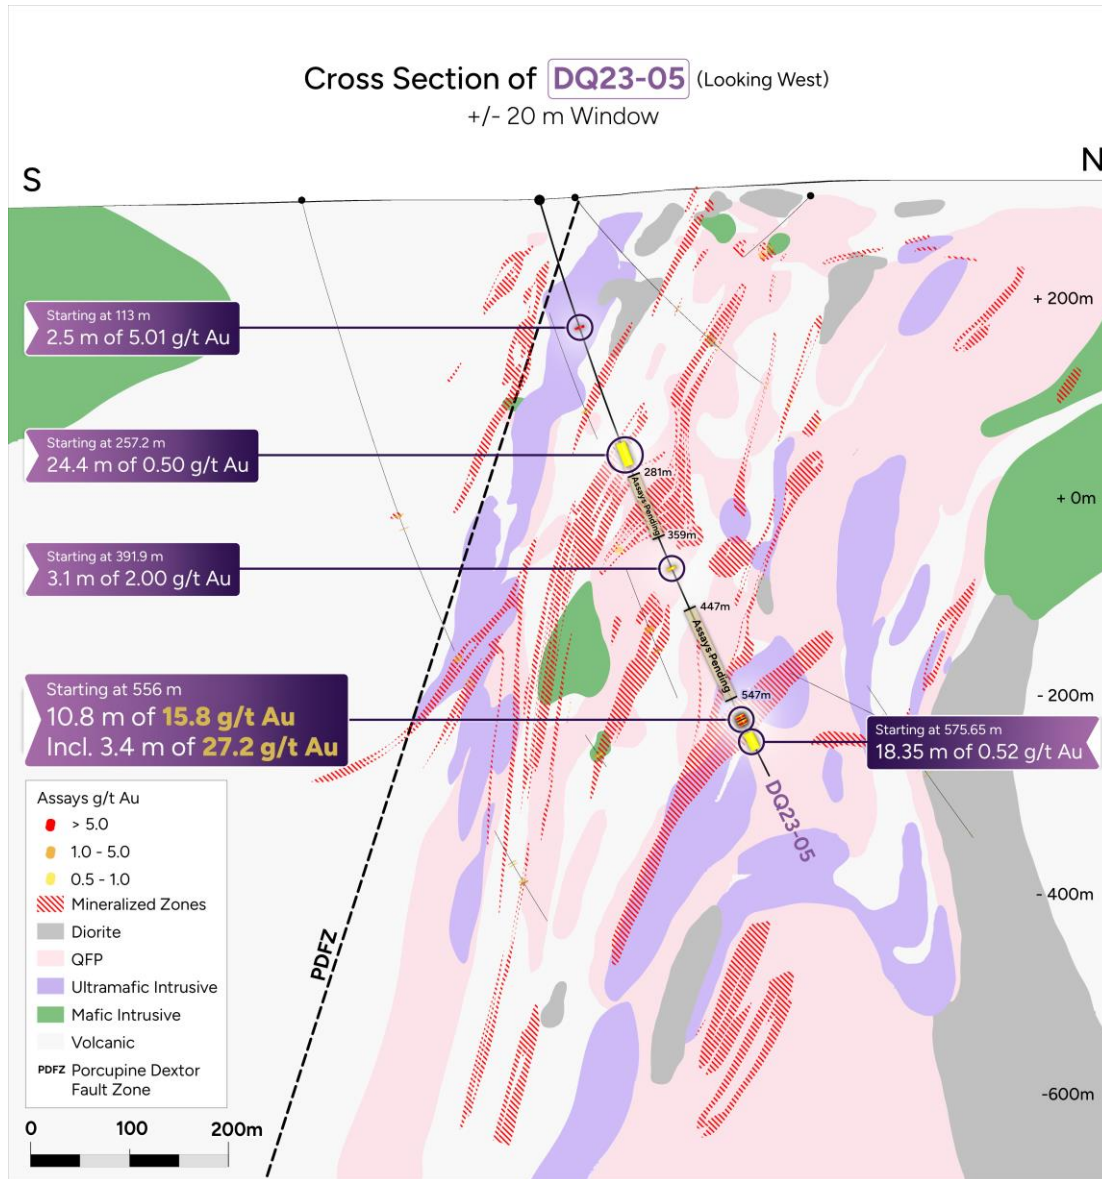 Cross Section of DQ23-05 (Looking West)
+/- 20 m Window
S
N
+ 200m
+ 0m
- 200m
- 400m
-600m
Starting at 113 m
2.5 m of 5.01 g/t Au
Starting at 257.2 m
24.4 m of 0.50 g/t Au
Starting at 391.9 m
3.1 m of 2.00 g/t Au
Starting at 556 m
10.8 m of 15.8 g/t Au
Incl. 3.4 m of 27.2 g/t Au
Starting at 575.65 m
18.35 m of 0.52 g/t Au
281m
Assays Pending
359m
447m
Assays Pending
547m
DQ23-05
PDFZ
Assays g/t Au
> 5.0
1.0 - 5.0
0.5 - 1.0
Mineralized Zones
Diorite
QFP
Ultramafic Intrusive
Mafic Intrusive
Volcanic
PDFZ Porcupine Dextor
Fault Zone
0 100 200m